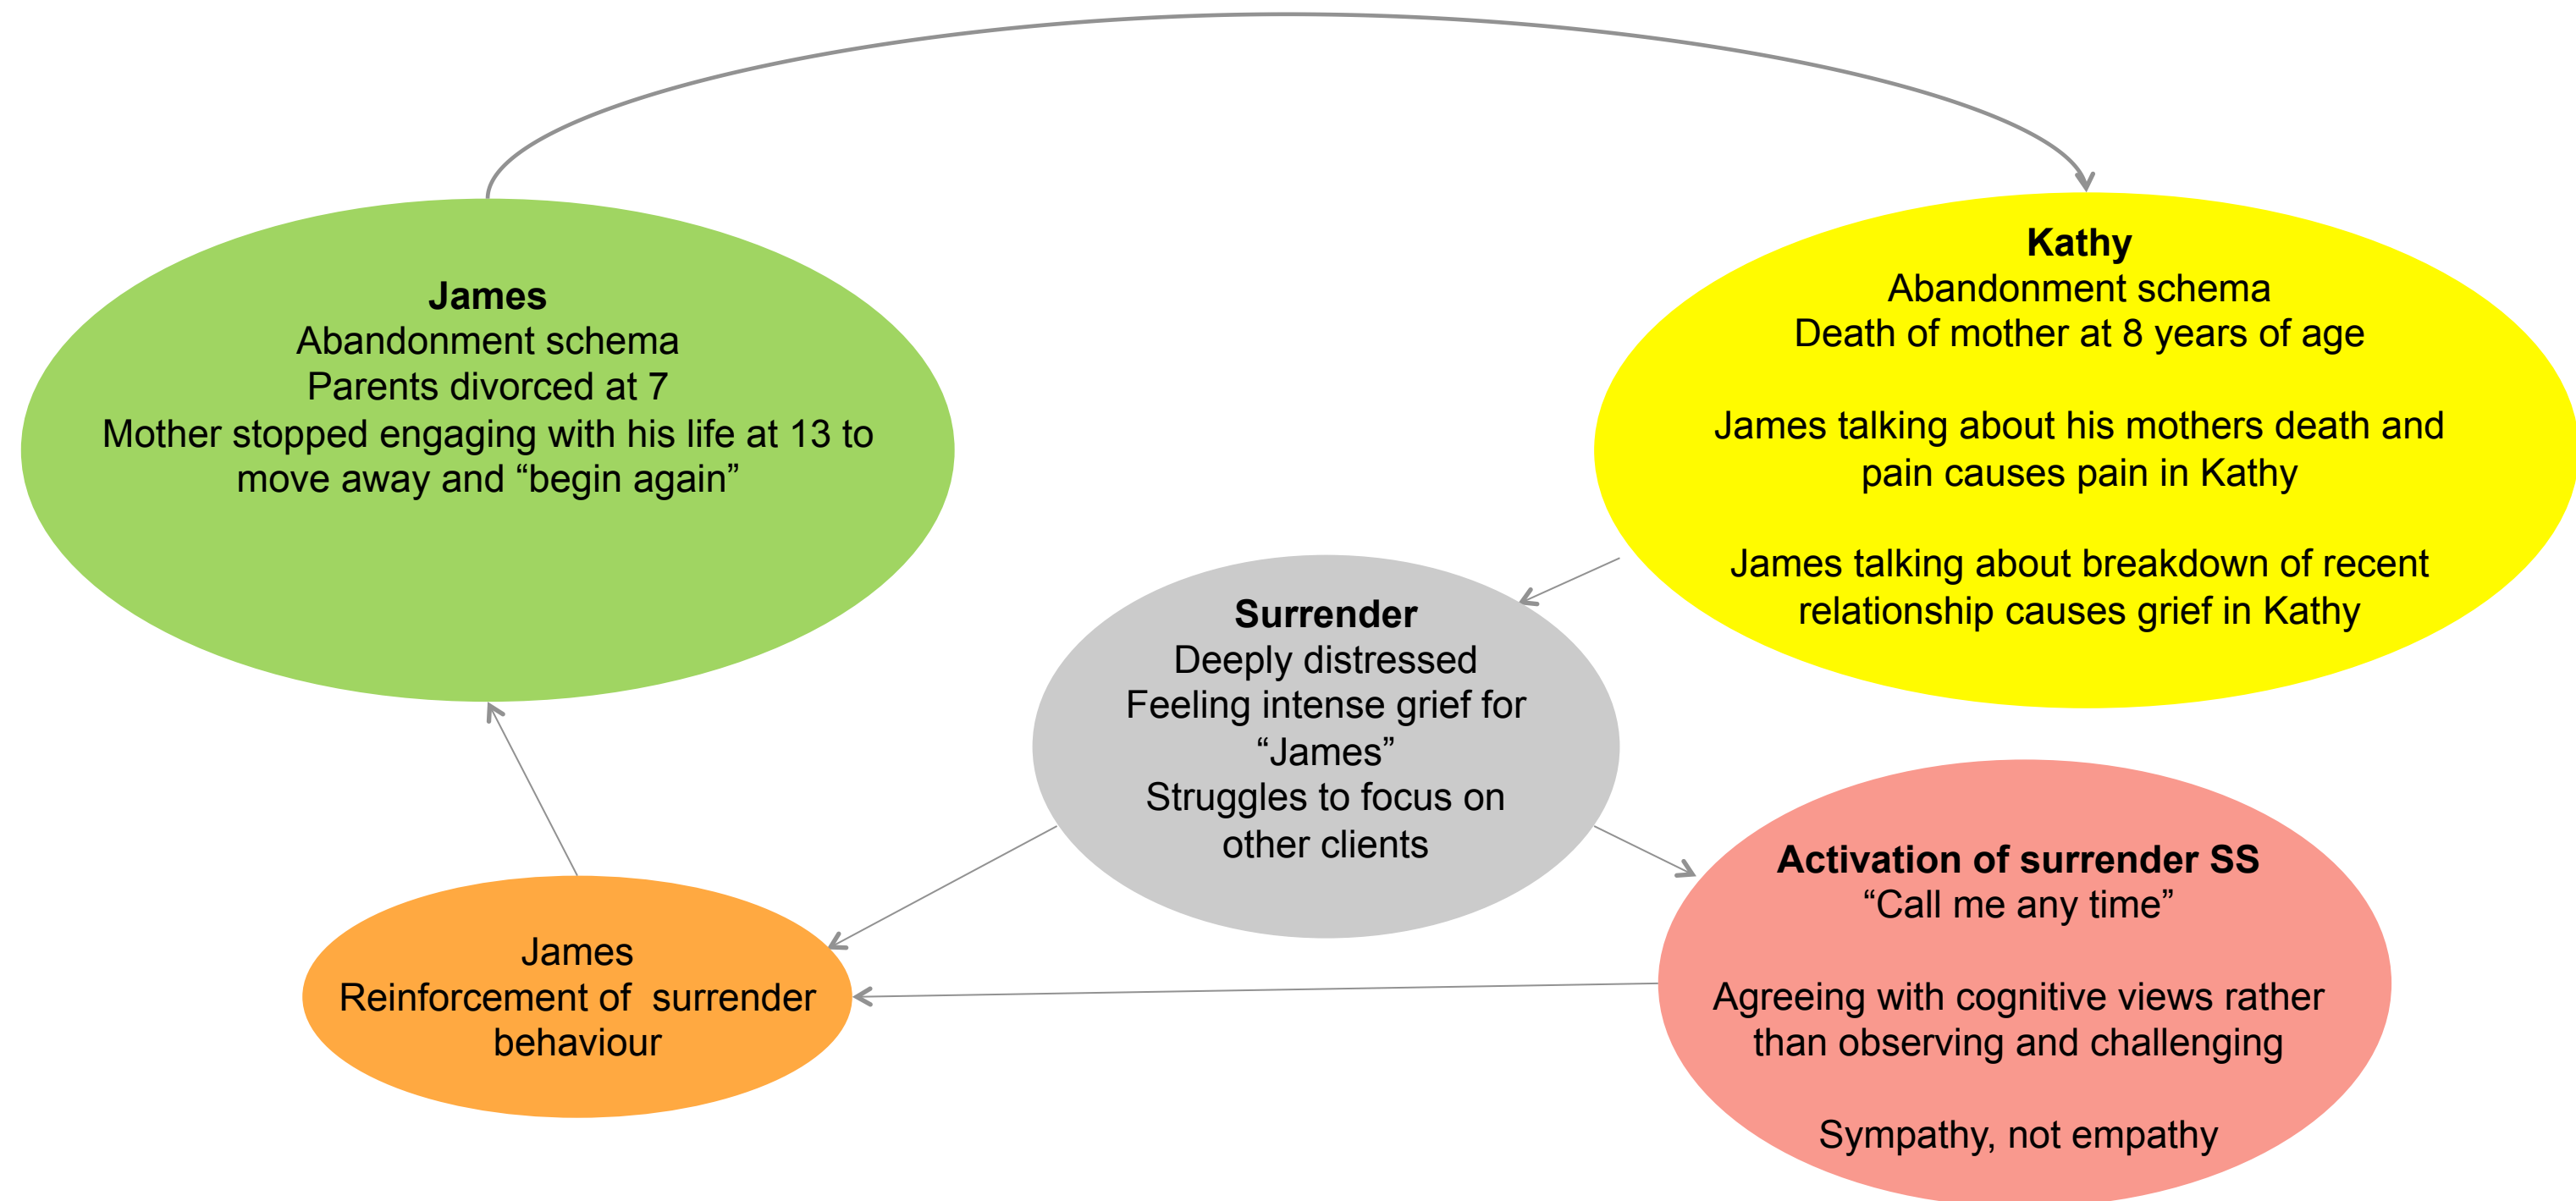 James
Abandonment schema
Parents divorced at 7
Mother stopped engaging with his life at 13 to
move away and “begin again”
Kathy
Abandonment schema
Death of mother at 8 years of age
James talking about his mothers death and
pain causes pain in Kathy
James talking about breakdown of recent
relationship causes grief in Kathy
Surrender
Deeply distressed
Feeling intense grief for
“James”
Struggles to focus on
other clients
Activation of surrender SS
“Call me any time”
Agreeing with cognitive views rather
than observing and challenging
Sympathy, not empathy
James
Reinforcement of  surrender
behaviour